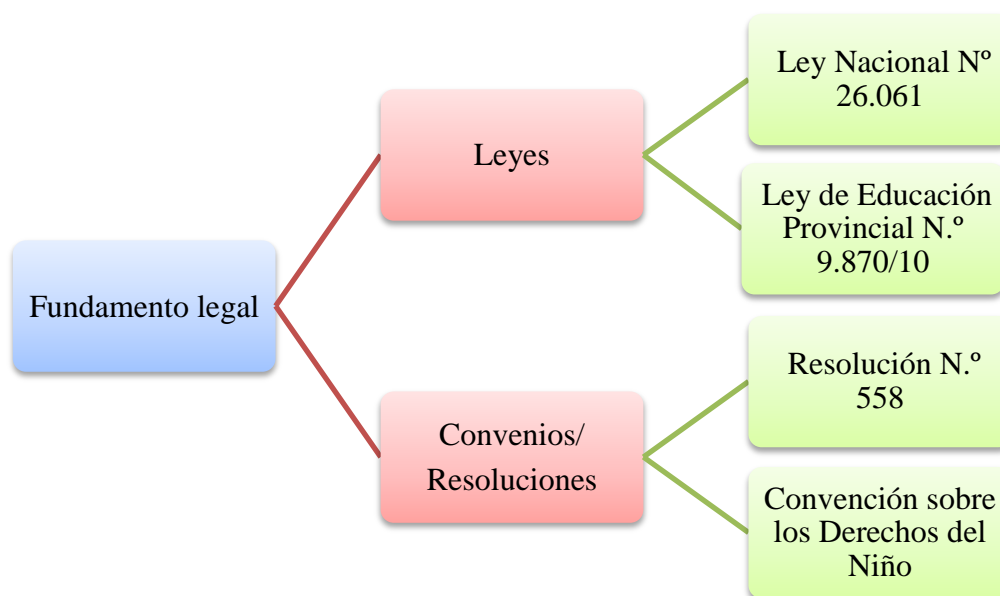 Fundamento legal
Leyes
Ley Nacional Nº
26.061
Ley de Educación
Provincial N.º
9.870/10
Convenios/
Resoluciones
Resolución N.º
558
Convención sobre
los Derechos del
Niño